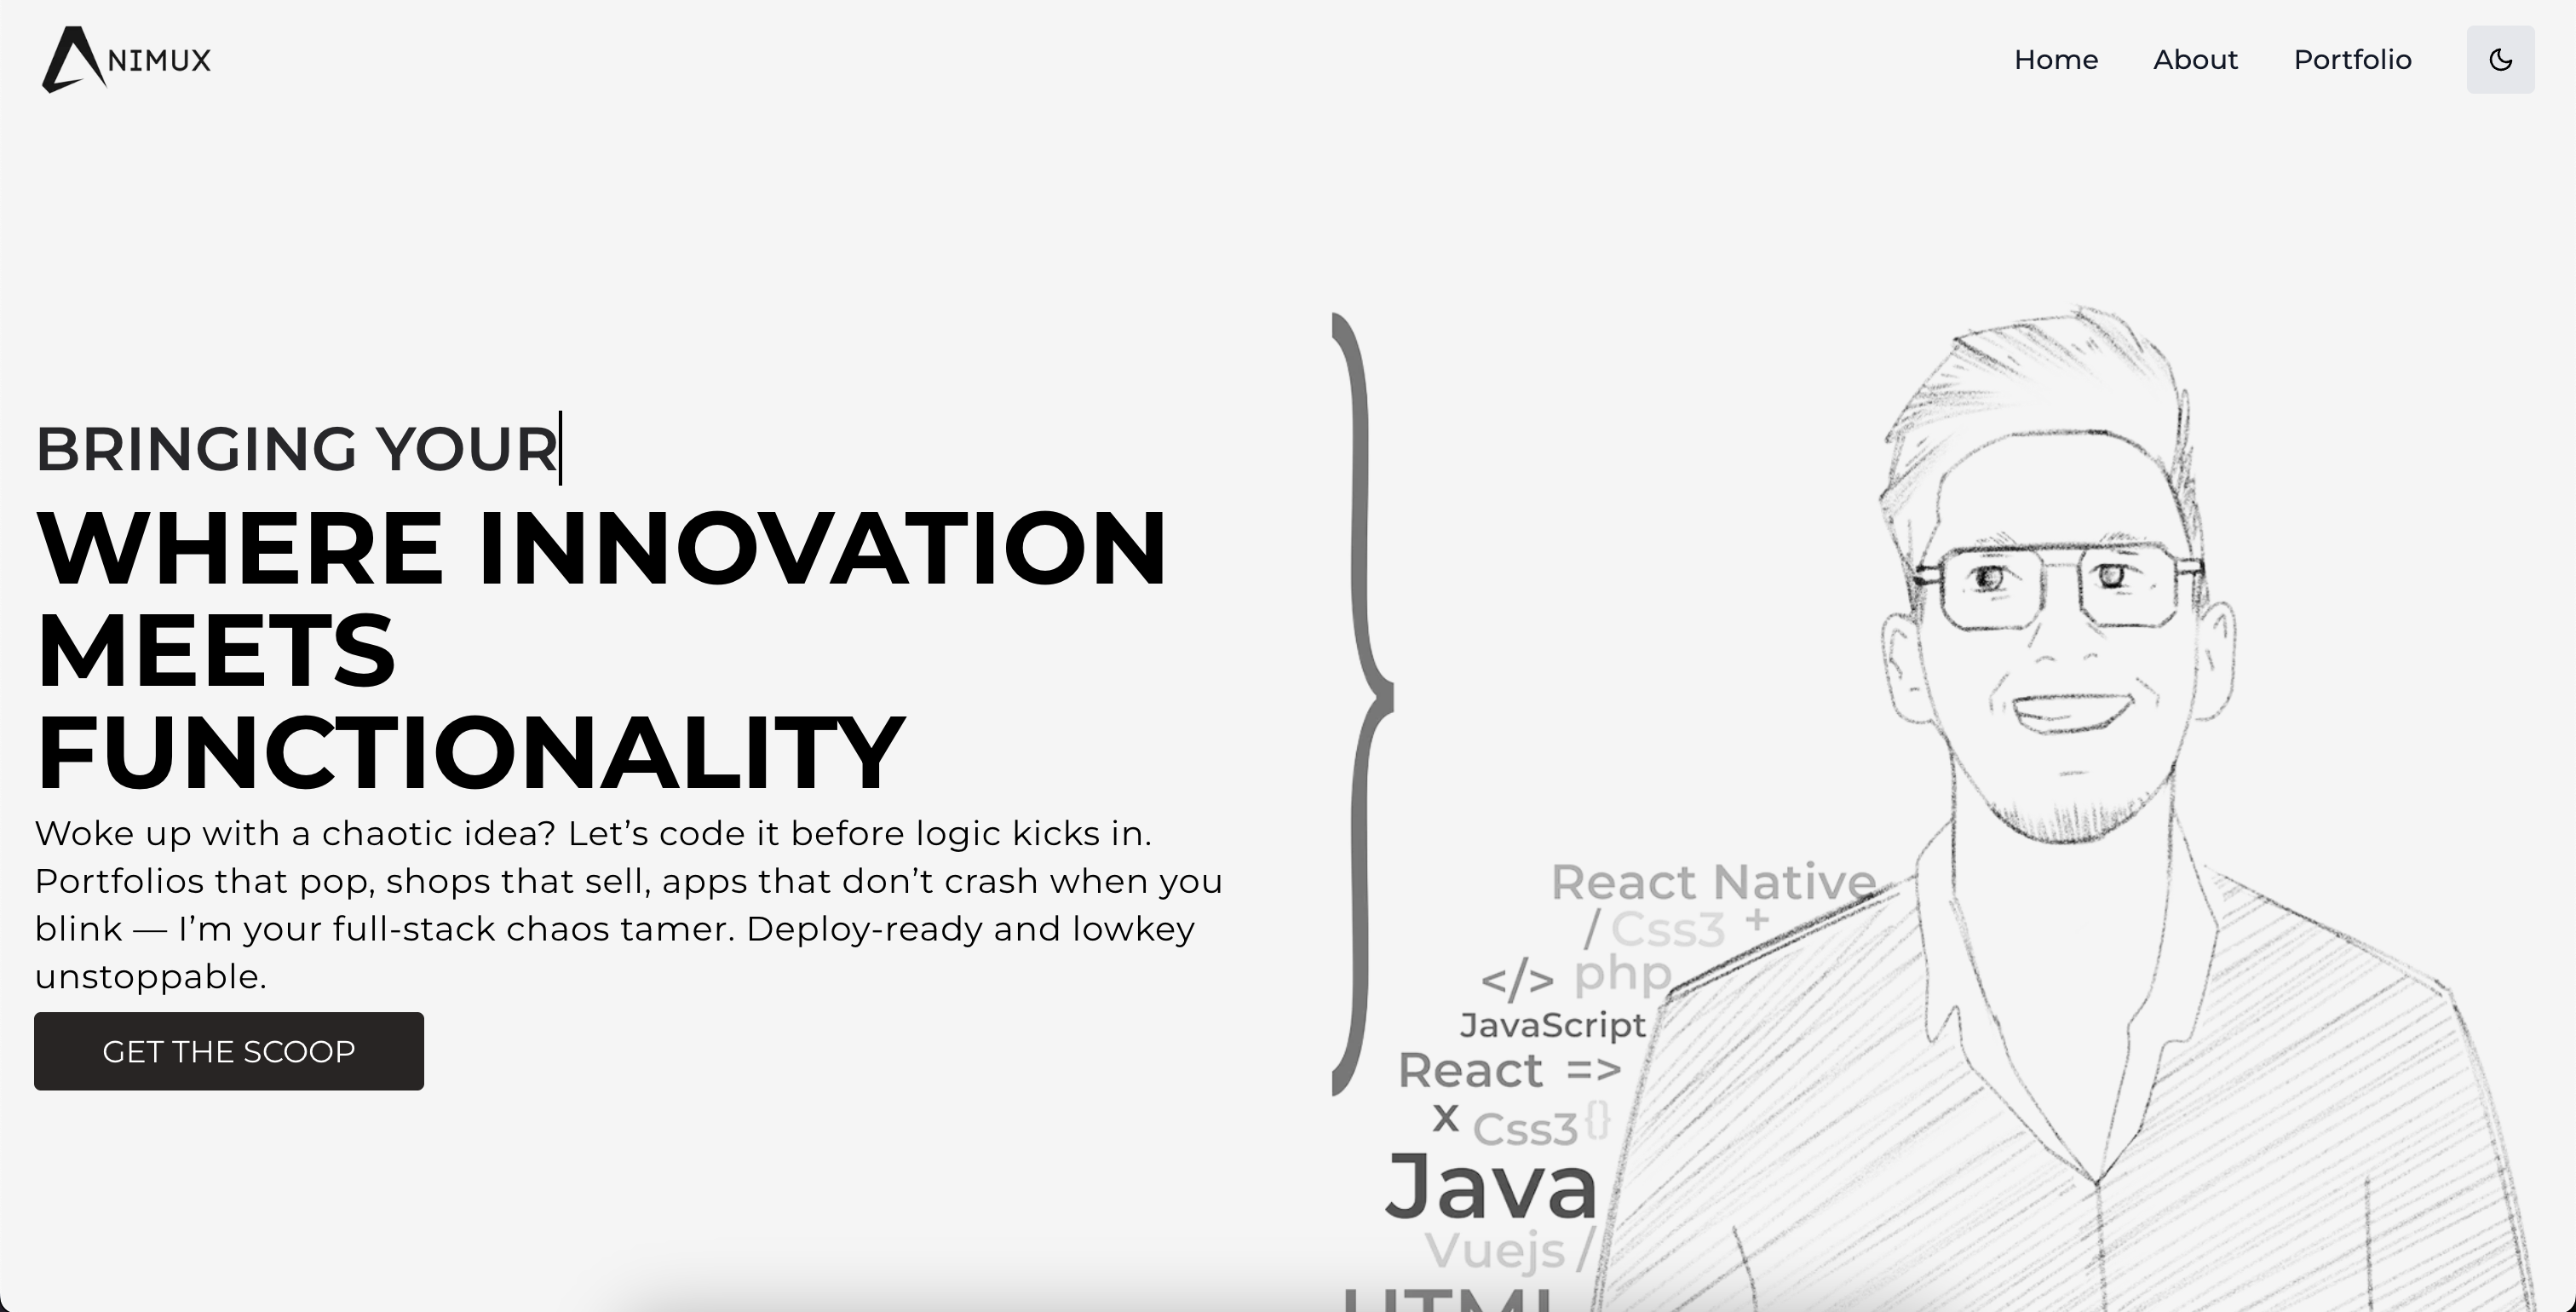 ANIMUX
Home About Portfolio
BRINGING YOUR
WHERE INNOVATION
MEETS
FUNCTIONALITY
Woke up with a chaotic idea? Let’s code it before logic kicks in.
Portfolios that pop, shops that sell, apps that don’t crash when you
blink — I’m your full-stack chaos tamer. Deploy-ready and lowkey
unstoppable.
GET THE SCOOP
}
React Native
/ Css3 +
</> php
JavaScript
React =>
x Css3 {}
Java
Vuejs /
HTML